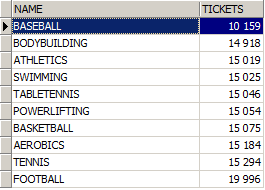 NAME TICKETS
BASEBALL 10 159
BODYBUILDING 14 918
ATHLETICS 15 019
SWIMMING 15 025
TABLETENNIS 15 046
POWERLIFTING 15 054
BASKETBALL 15 075
AEROBICS 15 184
TENNIS 15 294
FOOTBALL 19 996